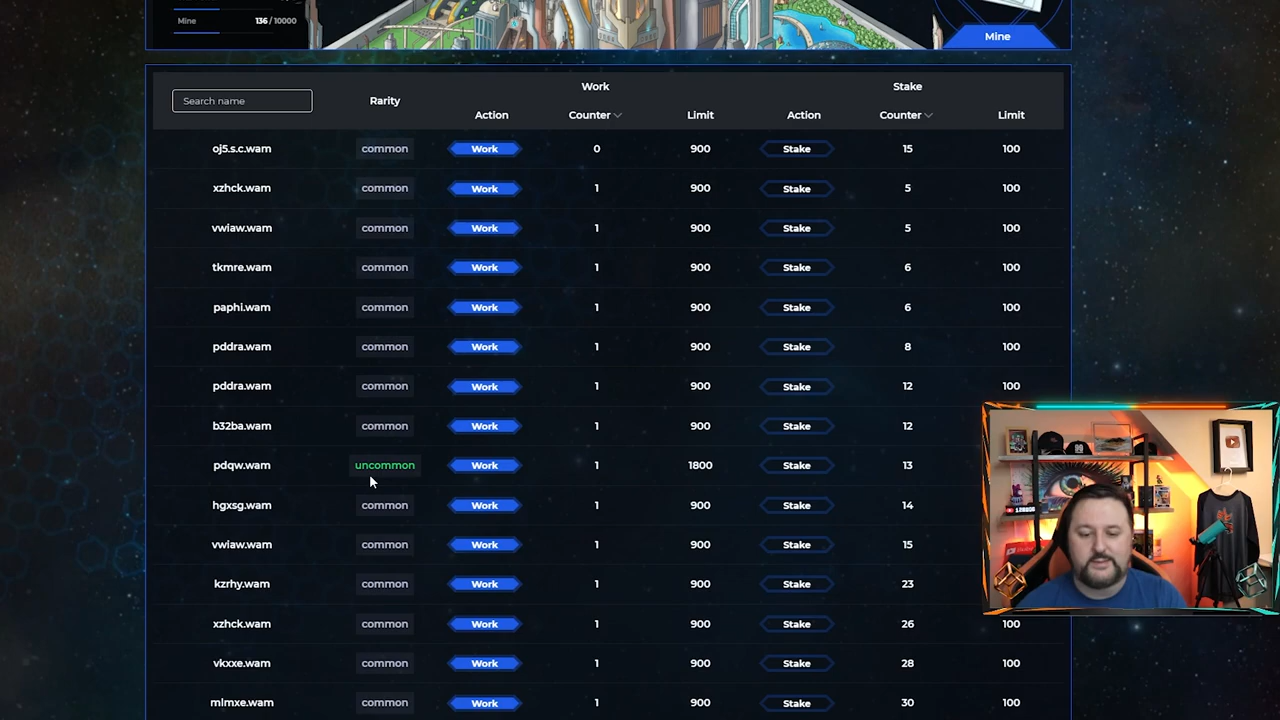 Mine 136 / 10000
Mine
Search name Rarity Work Stake
Action Counter Limit Action Counter Limit
oj5.s.c.wam common Work 0 900 Stake 15 100
xzhck.wam common Work 1 900 Stake 5 100
vwiaw.wam common Work 1 900 Stake 5 100
tkmre.wam common Work 1 900 Stake 6 100
paphi.wam common Work 1 900 Stake 6 100
pddra.wam common Work 1 900 Stake 8 100
pddra.wam common Work 1 900 Stake 12 100
b32ba.wam common Work 1 900 Stake 12 100
pdqw.wam uncommon Work 1 1800 Stake 13
hgxsg.wam common Work 1 900 Stake 14
vwiaw.wam common Work 1 900 Stake 15
kzrhy.wam common Work 1 900 Stake 23
xzhck.wam common Work 1 900 Stake 26 100
vkxxe.wam common Work 1 900 Stake 28 100
mlmxe.wam common Work 1 900 Stake 30 100